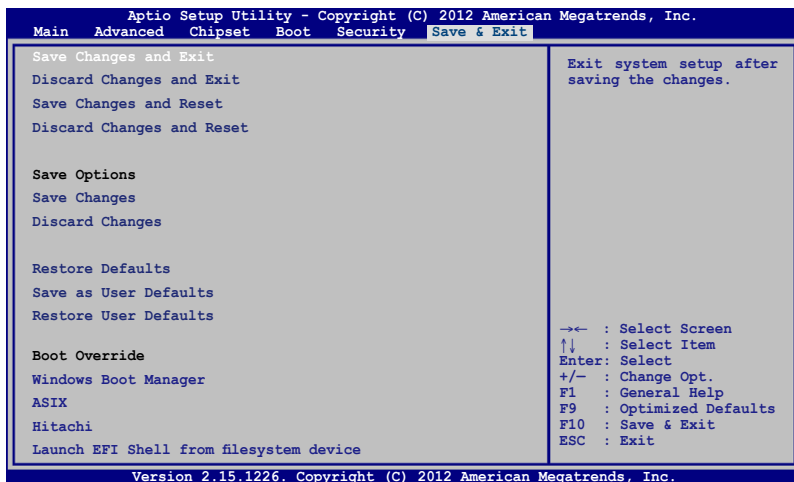 Aptio Setup Utility - Copyright (C) 2012 American Megatrends, Inc.
Main Advanced Chipset Boot Security Save & Exit
Save Changes and Exit
Discard Changes and Exit
Save Changes and Reset
Discard Changes and Reset
Save Options
Save Changes
Discard Changes
Restore Defaults
Save as User Defaults
Restore User Defaults
Boot Override
Windows Boot Manager
ASIX
Hitachi
Launch EFI Shell from filesystem device
Exit system setup after
saving the changes.
→← : Select Screen
↑↓ : Select Item
Enter: Select
+/— : Change Opt.
F1 : General Help
F9 : Optimized Defaults
F10 : Save & Exit
ESC : Exit
Version 2.15.1226. Copyright (C) 2012 American Megatrends, Inc.